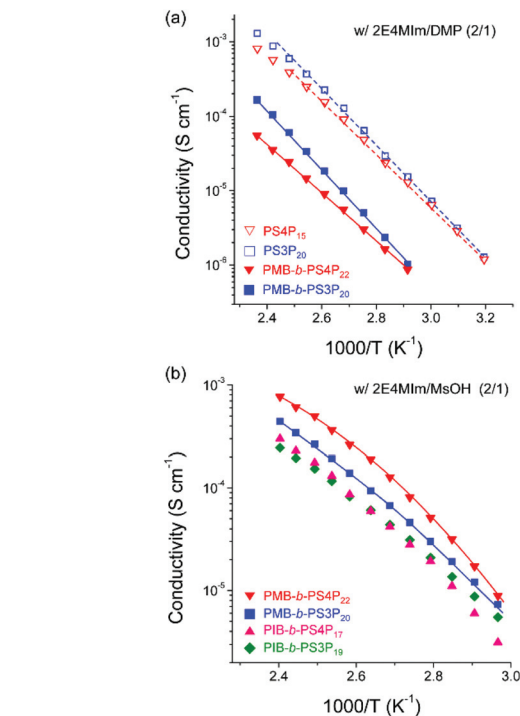 (a)
w/ 2E4MIm/DMP (2/1)
10⁻³
10⁻⁴
10⁻⁵
10⁻⁶
Conductivity (S cm⁻¹)
PS4P₁₅
PS3P₂₀
PMB-b-PS4P₂₂
PMB-b-PS3P₂₀
2.4 2.6 2.8 3.0 3.2
1000/T (K⁻¹)
(b)
w/ 2E4MIm/MsOH (2/1)
10⁻³
10⁻⁴
10⁻⁵
Conductivity (S cm⁻¹)
PMB-b-PS4P₂₂
PMB-b-PS3P₂₀
PIB-b-PS4P₁₇
PIB-b-PS3P₁₉
2.4 2.6 2.8 3.0
1000/T (K⁻¹)